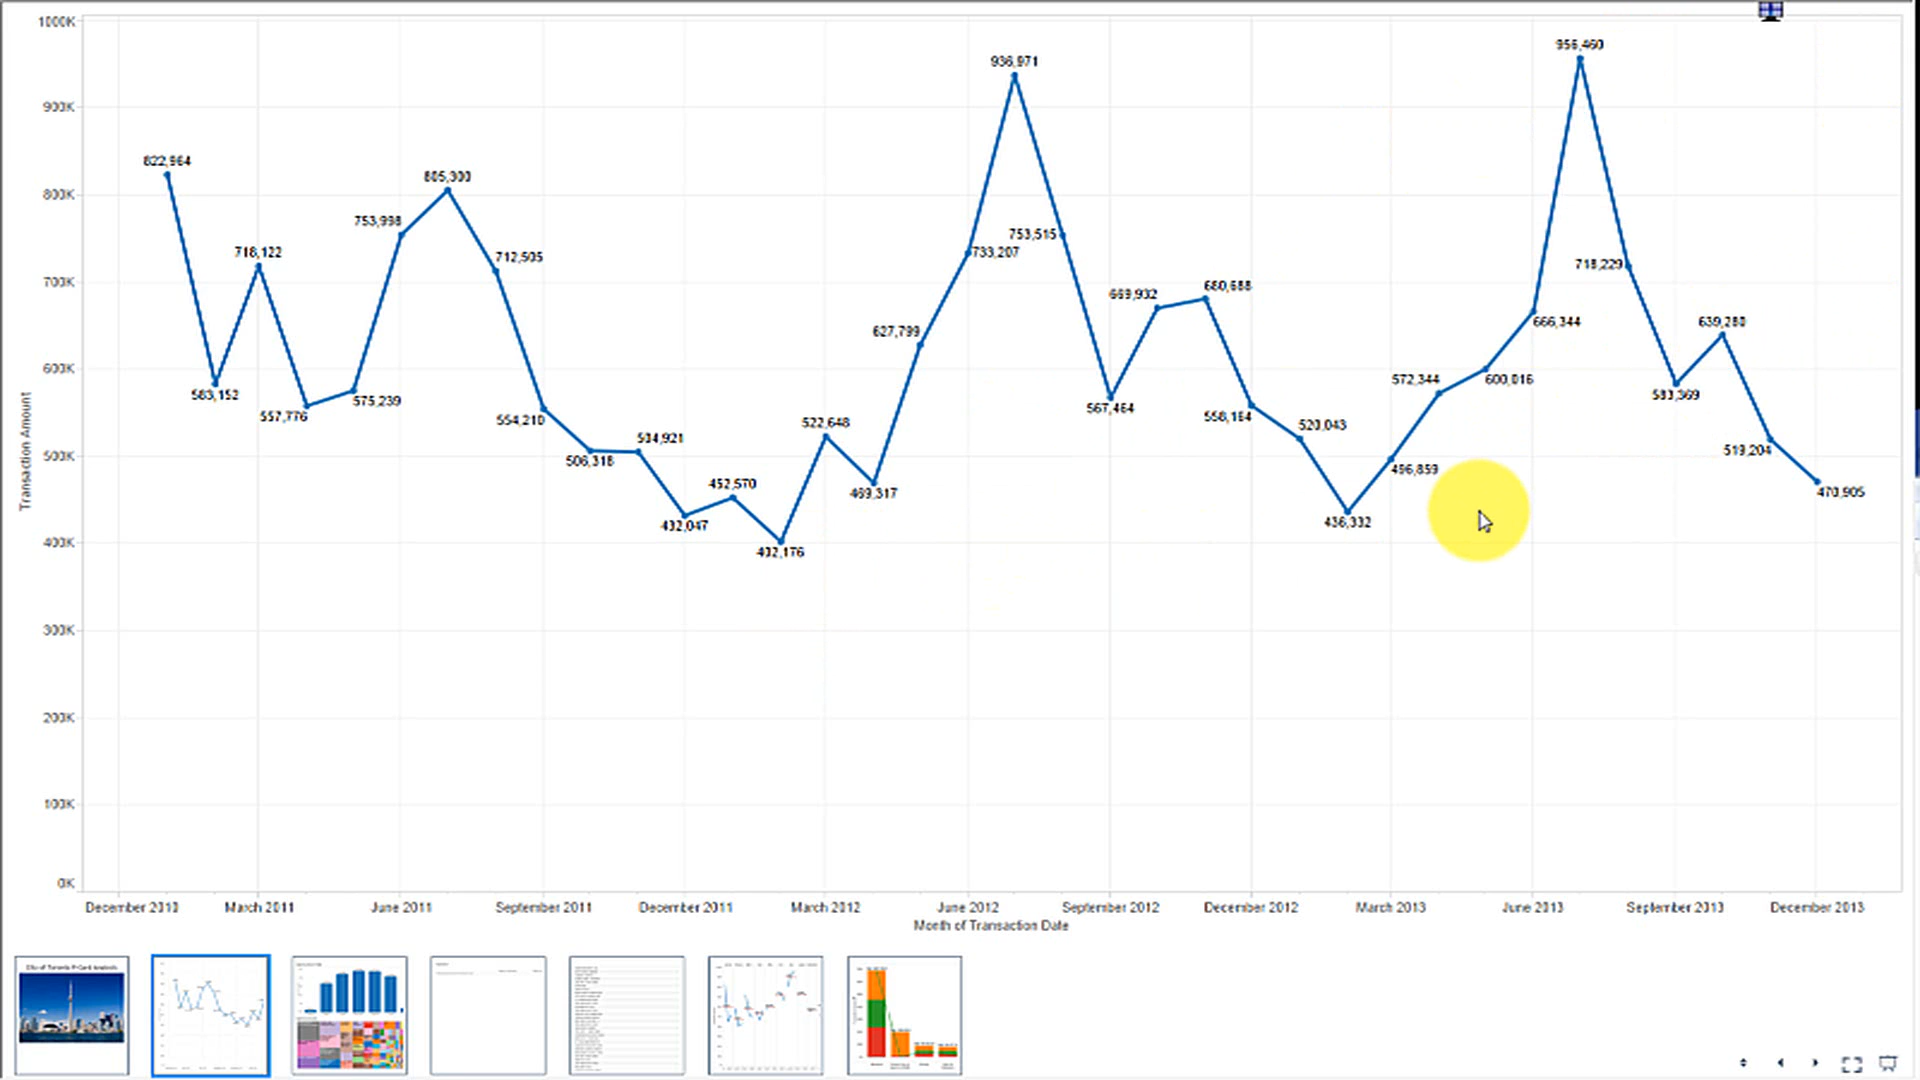 1000K
900K
800K
700K
600K
500K
400K
300K
200K
100K
0K
Transaction Amount
822,964
583,152
718,122
557,776
575,239
753,998
805,300
712,505
554,210
506,318
504,921
432,047
452,570
402,176
522,648
469,317
627,799
733,207
936,971
753,515
567,464
669,932
680,688
558,164
520,043
436,332
496,859
572,344
600,016
666,344
956,460
718,229
583,369
639,280
519,204
470,905
December 2010
March 2011
June 2011
September 2011
December 2011
March 2012
June 2012
September 2012
December 2012
March 2013
June 2013
September 2013
December 2013
Month of Transaction Date
City of Toronto P-Card Analysis